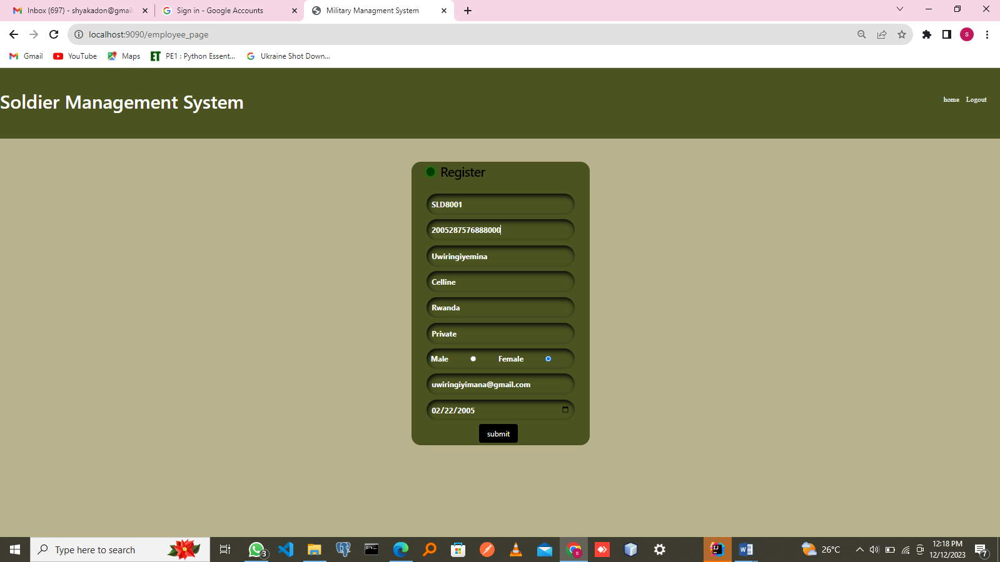 Inbox (697) - shyakadon@gmail.
Sign in - Google Accounts
Military Managment System
localhost:9090/employee_page
S
Gmail
YouTube
Maps
ET
PE1 : Python Essent...
Ukraine Shot Down...
Soldier Management System
home
Logout
Register
SLD8001
2005287576888000
Uwiringiyemina
Celline
Rwanda
Private
Male
Female
uwiringiyimana@gmail.com
02/22/2005
submit
Type here to search
3
26°C
12:18 PM
12/12/2023
7